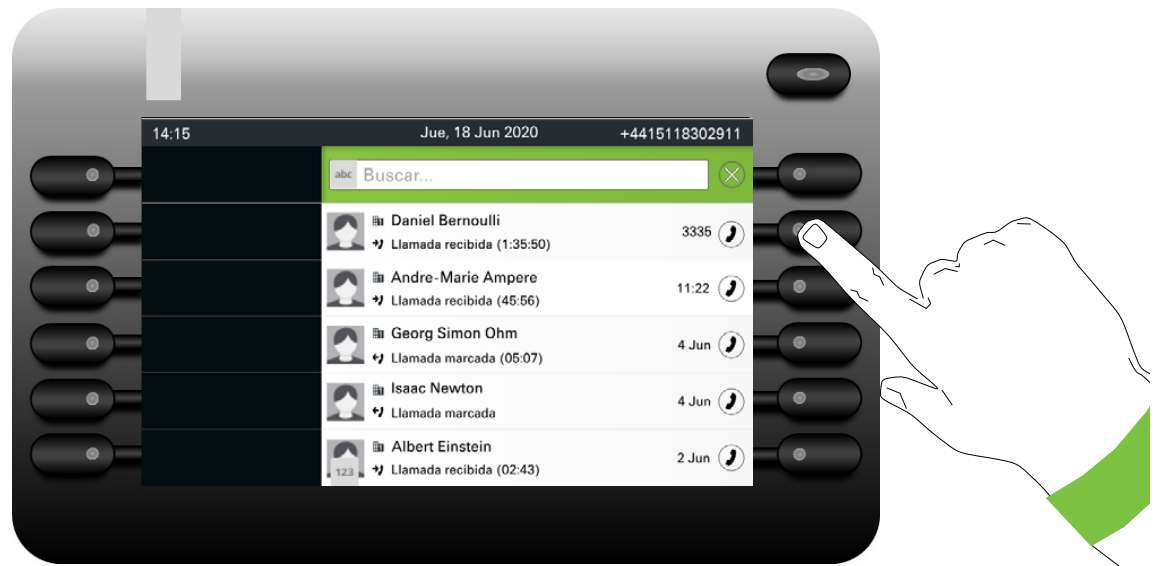 14:15 Jue, 18 Jun 2020 +4415118302911
abc Buscar...
Daniel Bernoulli
Llamada recibida (1:35:50) 3335
Andre-Marie Ampere
Llamada recibida (45:56) 11:22
Georg Simon Ohm
Llamada marcada (05:07) 4 Jun
Isaac Newton
Llamada marcada 4 Jun
Albert Einstein
123 Llamada recibida (02:43) 2 Jun